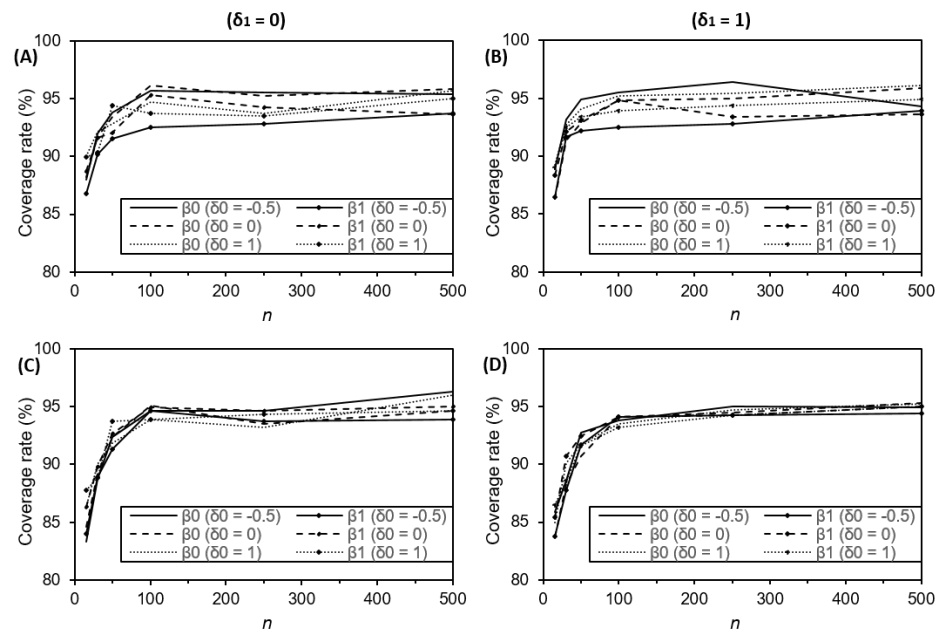 (δ1 = 0) (δ1 = 1)
(A) (B)
100 100
95 95
90 90
85 85
80 80
Coverage rate (%) Coverage rate (%)
β0 (δ0 = -0.5) β1 (δ0 = -0.5) β0 (δ0 = -0.5) β1 (δ0 = -0.5)
β0 (δ0 = 0) β1 (δ0 = 0) β0 (δ0 = 0) β1 (δ0 = 0)
β0 (δ0 = 1) β1 (δ0 = 1) β0 (δ0 = 1) β1 (δ0 = 1)
0 100 200 300 400 500 0 100 200 300 400 500
n n
(C) (D)
100 100
95 95
90 90
85 85
80 80
Coverage rate (%) Coverage rate (%)
β0 (δ0 = -0.5) β1 (δ0 = -0.5) β0 (δ0 = -0.5) β1 (δ0 = -0.5)
β0 (δ0 = 0) β1 (δ0 = 0) β0 (δ0 = 0) β1 (δ0 = 0)
β0 (δ0 = 1) β1 (δ0 = 1) β0 (δ0 = 1) β1 (δ0 = 1)
0 100 200 300 400 500 0 100 200 300 400 500
n n